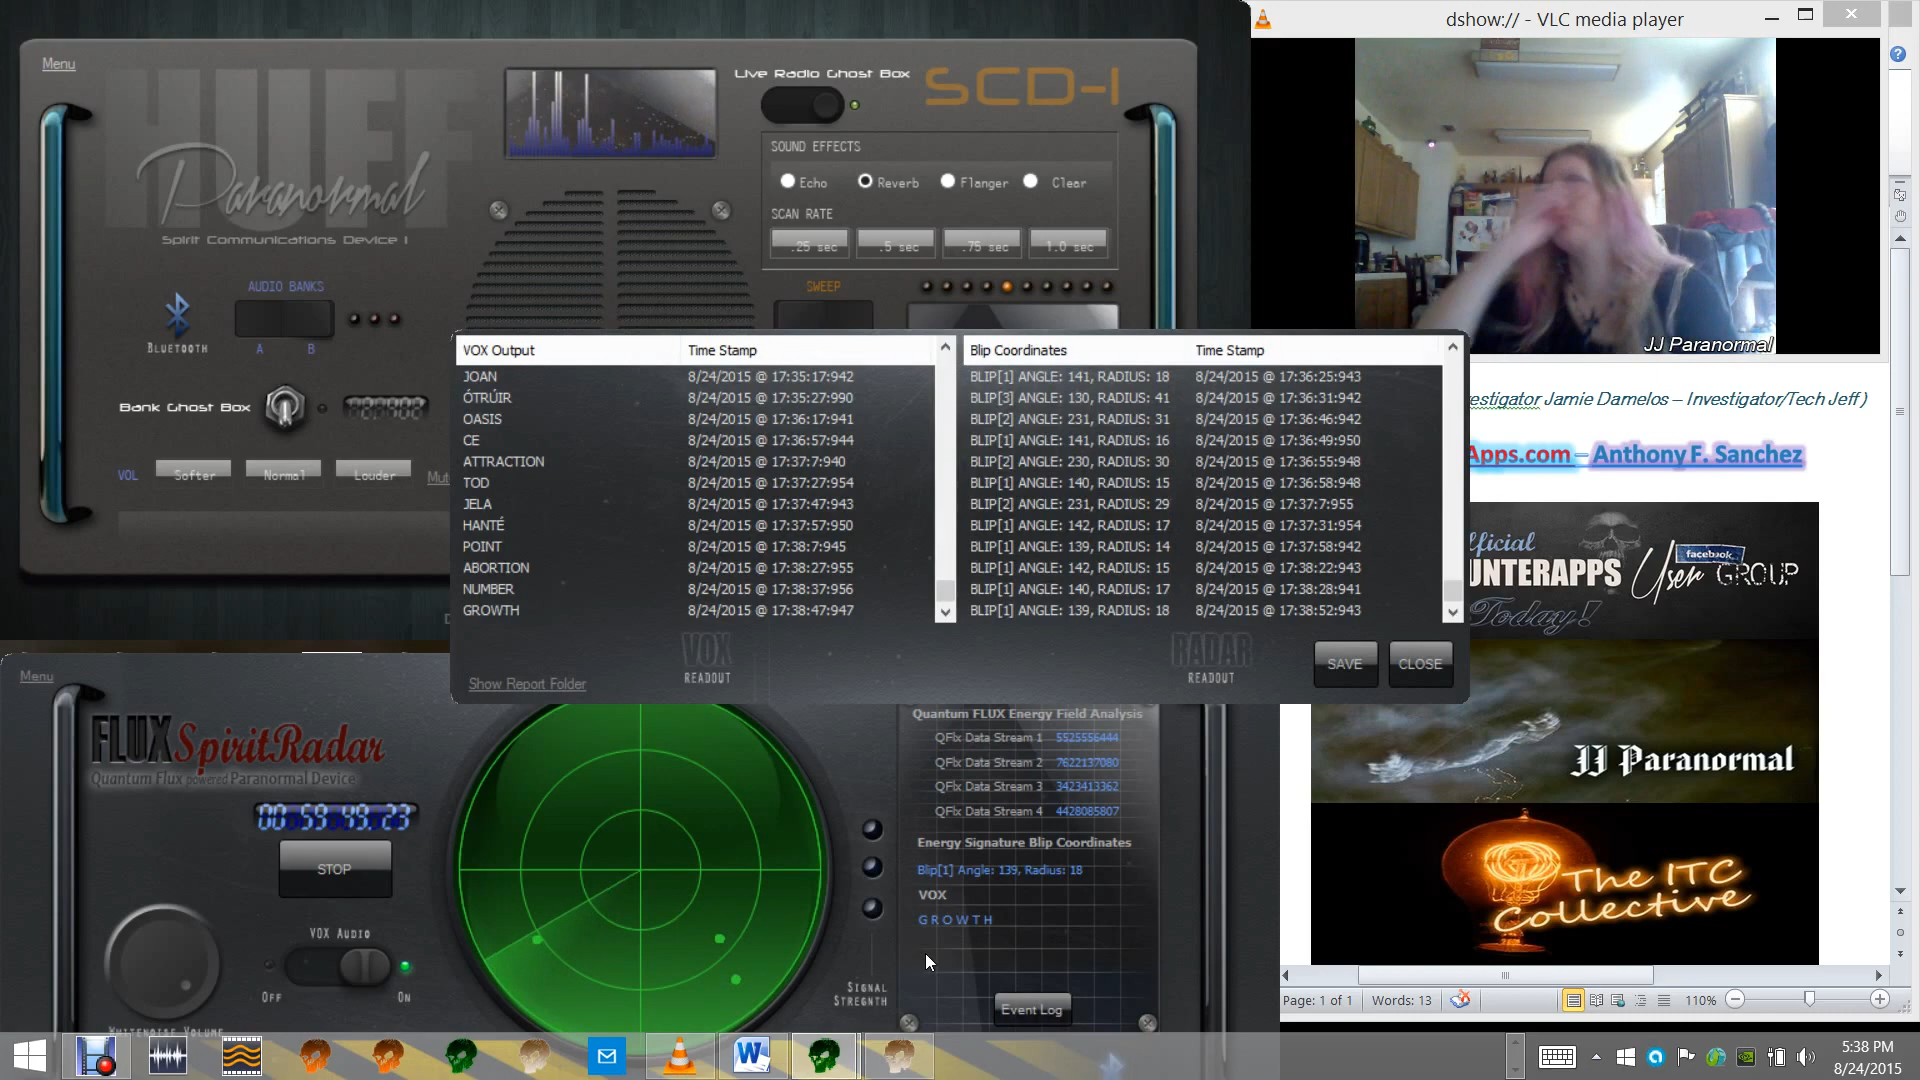 Menu
HUFF
Paranormal
Spirit Communications Device 1
Live Radio Ghost Box
SCD-1
SOUND EFFECTS
Echo Reverb Flanger Clear
SCAN RATE
.25 sec .5 sec .75 sec 1.0 sec
SWEEP
AUDIO BANKS
BLUETOOTH
A B
Bank Ghost Box
VOL Softer Normal Louder
dshow:// - VLC media player
JJ Paranormal
VOX Output Time Stamp
JOAN 8/24/2015 @ 17:35:17:942
ÓTRÚIR 8/24/2015 @ 17:35:27:990
OASIS 8/24/2015 @ 17:36:17:941
CE 8/24/2015 @ 17:36:57:944
ATTRACTION 8/24/2015 @ 17:37:7:940
TOD 8/24/2015 @ 17:37:27:954
JELA 8/24/2015 @ 17:37:47:943
HANTÉ 8/24/2015 @ 17:37:57:950
POINT 8/24/2015 @ 17:38:7:945
ABORTION 8/24/2015 @ 17:38:27:955
NUMBER 8/24/2015 @ 17:38:37:956
GROWTH 8/24/2015 @ 17:38:47:947
Blip Coordinates Time Stamp
BLIP[1] ANGLE: 141, RADIUS: 18 8/24/2015 @ 17:36:25:943
BLIP[3] ANGLE: 130, RADIUS: 41 8/24/2015 @ 17:36:31:942
BLIP[2] ANGLE: 231, RADIUS: 31 8/24/2015 @ 17:36:46:942
BLIP[1] ANGLE: 141, RADIUS: 16 8/24/2015 @ 17:36:49:950
BLIP[2] ANGLE: 230, RADIUS: 30 8/24/2015 @ 17:36:55:948
BLIP[1] ANGLE: 140, RADIUS: 15 8/24/2015 @ 17:36:58:948
BLIP[2] ANGLE: 231, RADIUS: 29 8/24/2015 @ 17:37:7:955
BLIP[1] ANGLE: 142, RADIUS: 17 8/24/2015 @ 17:37:31:954
BLIP[1] ANGLE: 139, RADIUS: 14 8/24/2015 @ 17:37:58:942
BLIP[1] ANGLE: 142, RADIUS: 15 8/24/2015 @ 17:38:22:943
BLIP[1] ANGLE: 140, RADIUS: 17 8/24/2015 @ 17:38:28:941
BLIP[1] ANGLE: 139, RADIUS: 18 8/24/2015 @ 17:38:52:943
VOX
READOUT
RADAR
READOUT
Show Report Folder
SAVE CLOSE
estigator Jamie Damelos – Investigator/Tech Jeff)
Apps.com – Anthony F. Sanchez
fficial
UNTERAPPS
facebook
User GROUP
Today!
JJ Paranormal
The ITC
Collective
Menu
FLUX SpiritRadar
Quantum Flux powered Paranormal Device
00:59:49.23
STOP
VOX AUDIO
OFF ON
WHITENOISE VOLUME
SIGNAL
STREGNTH
Quantum FLUX Energy Field Analysis
QFlx Data Stream 1 5525556444
QFlx Data Stream 2 7622137080
QFlx Data Stream 3 3423413362
QFlx Data Stream 4 4428085807
Energy Signature Blip Coordinates
Blip[1] Angle: 139, Radius: 18
VOX
GROWTH
Event Log
Page: 1 of 1 Words: 13 110%
5:38 PM
8/24/2015